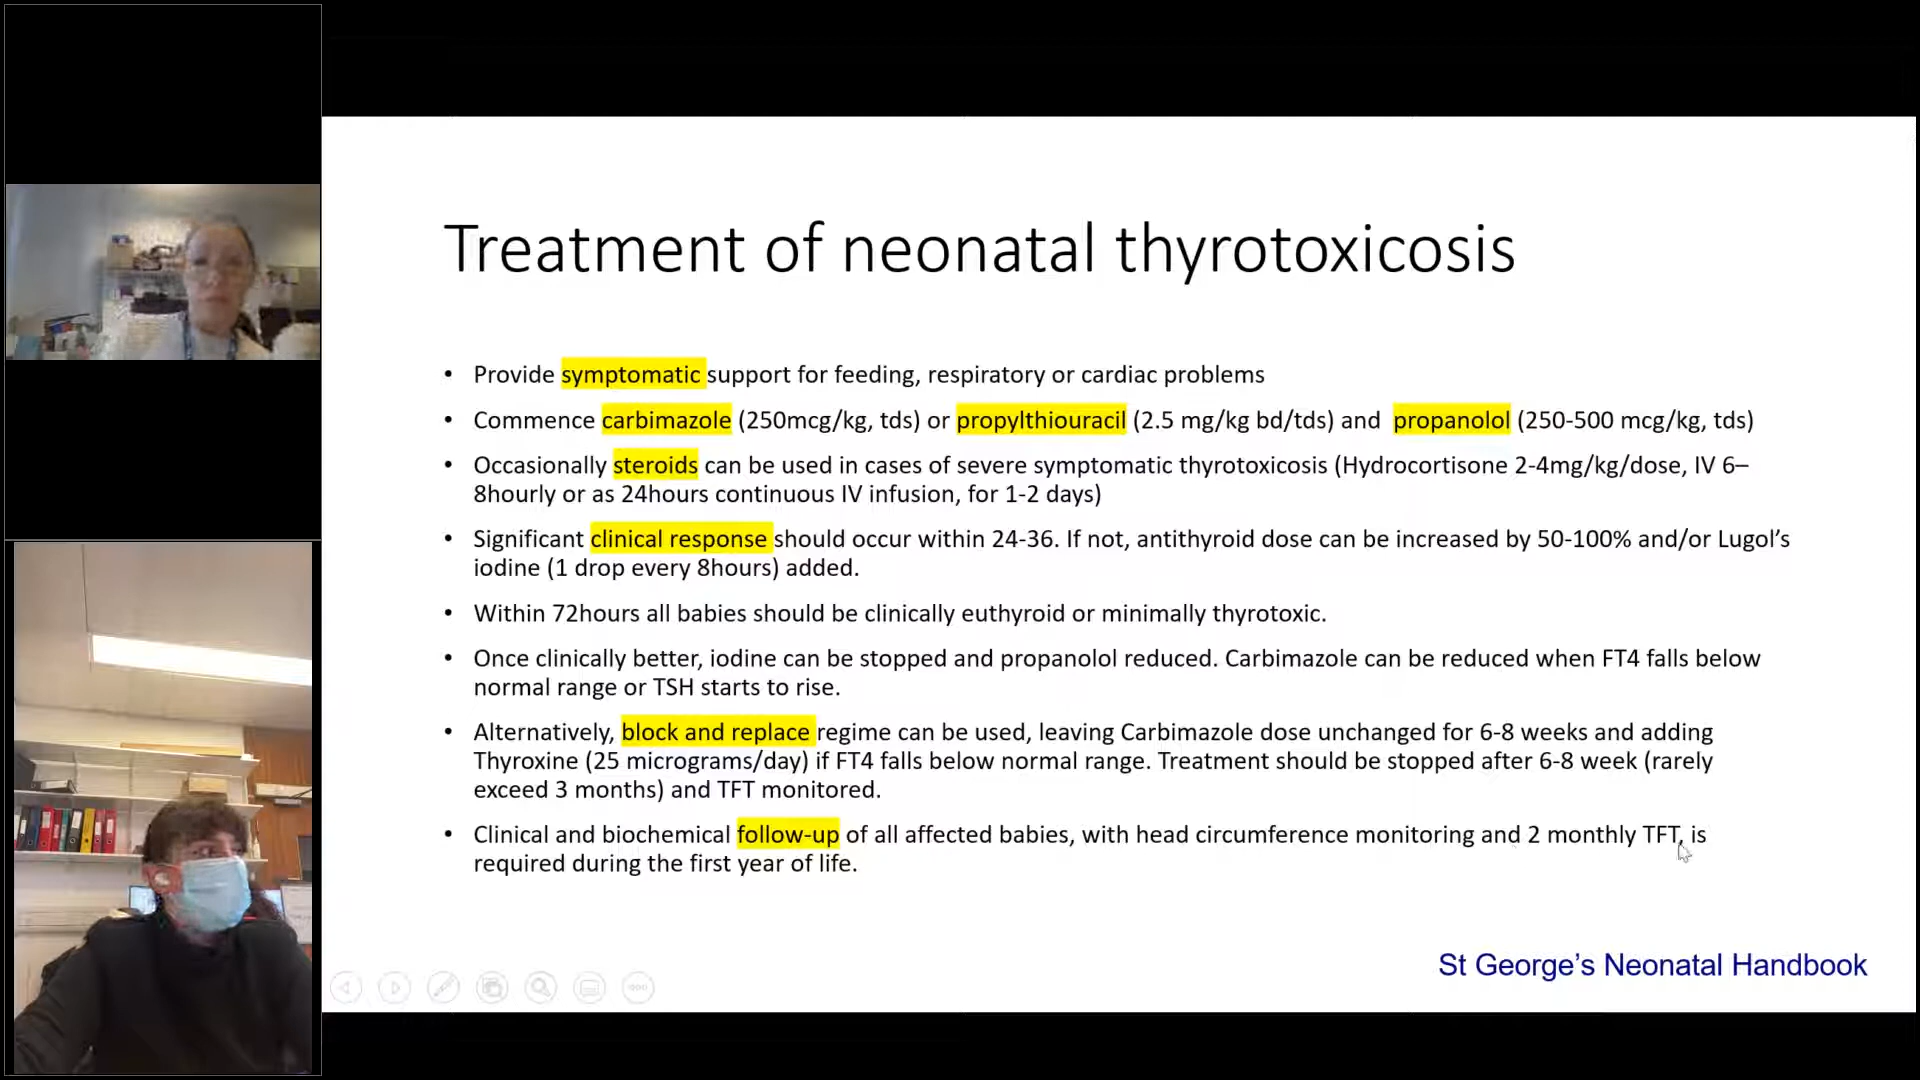 Treatment of neonatal thyrotoxicosis
• Provide symptomatic support for feeding, respiratory or cardiac problems
• Commence carbimazole (250mcg/kg, tds) or propylthiouracil (2.5 mg/kg bd/tds) and propanolol (250-500 mcg/kg, tds)
• Occasionally steroids can be used in cases of severe symptomatic thyrotoxicosis (Hydrocortisone 2-4mg/kg/dose, IV 6–
8hourly or as 24hours continuous IV infusion, for 1-2 days)
• Significant clinical response should occur within 24-36. If not, antithyroid dose can be increased by 50-100% and/or Lugol’s
iodine (1 drop every 8hours) added.
• Within 72hours all babies should be clinically euthyroid or minimally thyrotoxic.
• Once clinically better, iodine can be stopped and propanolol reduced. Carbimazole can be reduced when FT4 falls below
normal range or TSH starts to rise.
• Alternatively, block and replace regime can be used, leaving Carbimazole dose unchanged for 6-8 weeks and adding
Thyroxine (25 micrograms/day) if FT4 falls below normal range. Treatment should be stopped after 6-8 week (rarely
exceed 3 months) and TFT monitored.
• Clinical and biochemical follow-up of all affected babies, with head circumference monitoring and 2 monthly TFT, is
required during the first year of life.
St George’s Neonatal Handbook